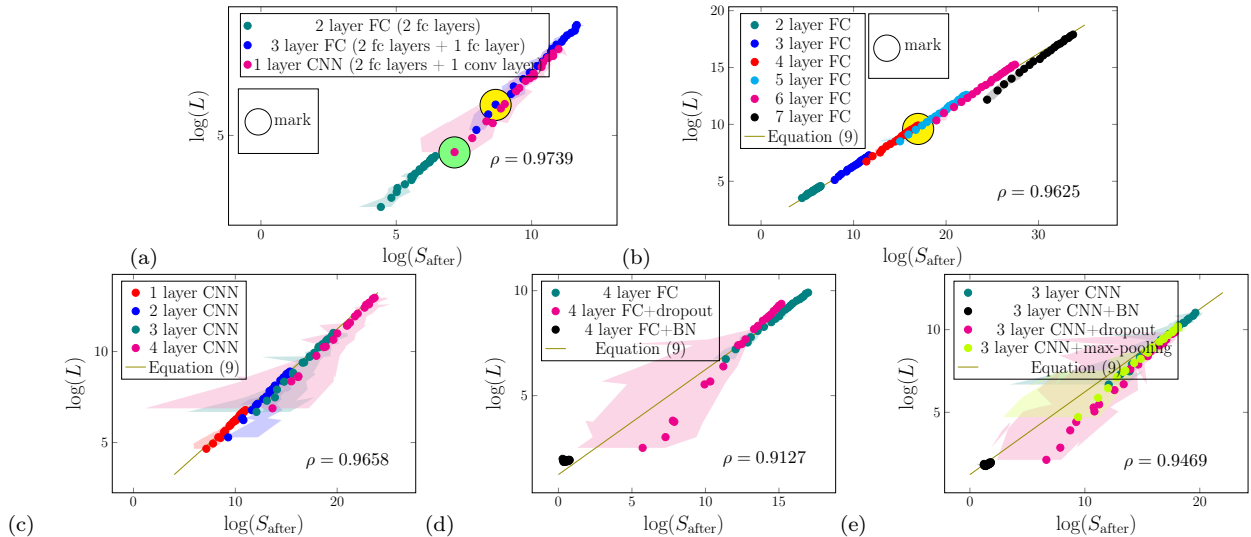 2 layer FC (2 fc layers)
3 layer FC (2 fc layers + 1 fc layer)
1 layer CNN (2 fc layers + 1 conv layer)
mark
log(L)
5
ρ = 0.9739
0
5
10
log(S_after)
(a)
2 layer FC
3 layer FC
4 layer FC
5 layer FC
6 layer FC
7 layer FC
Equation (9)
mark
log(L)
20
15
10
5
ρ = 0.9625
0
10
20
30
log(S_after)
(b)
1 layer CNN
2 layer CNN
3 layer CNN
4 layer CNN
Equation (9)
log(L)
10
5
ρ = 0.9658
0
10
20
log(S_after)
(c)
4 layer FC
4 layer FC+dropout
4 layer FC+BN
Equation (9)
log(L)
10
5
ρ = 0.9127
0
5
10
15
log(S_after)
(d)
3 layer CNN
3 layer CNN+BN
3 layer CNN+dropout
3 layer CNN+max-pooling
Equation (9)
log(L)
10
5
ρ = 0.9469
0
10
20
log(S_after)
(e)